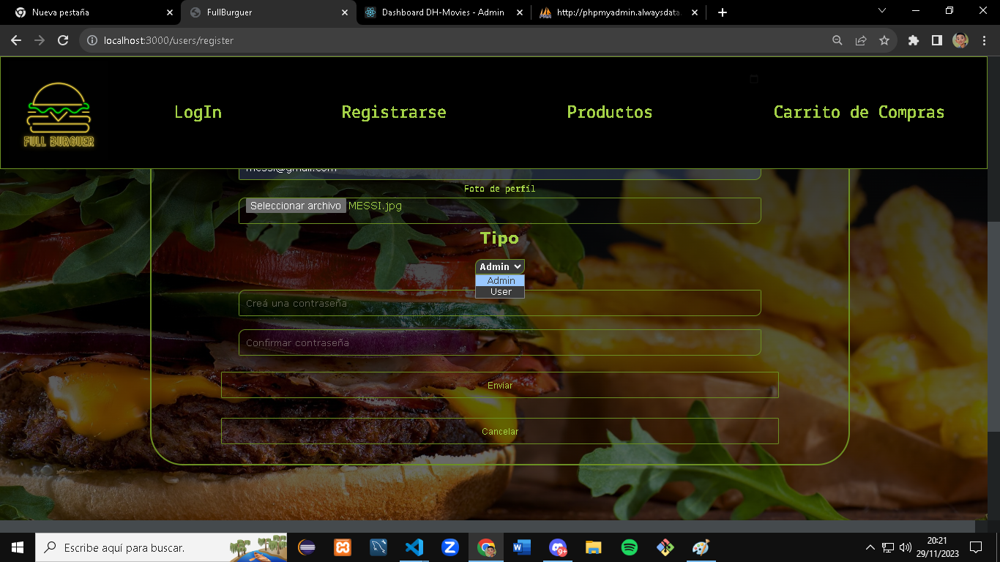 Nueva pestaña
FullBurguer
Dashboard DH-Movies - Admin
http://phpmyadmin.alwaysdata.
localhost:3000/users/register
FULL BURGUER
LogIn
Registrarse
Productos
Carrito de Compras
messi@gmail.com
Foto de perfil
Seleccionar archivo MESSI.jpg
Tipo
Admin
Admin
User
Creá una contraseña
Confirmar contraseña
Enviar
Cancelar
Escribe aquí para buscar.
9+
20:21
29/11/2023